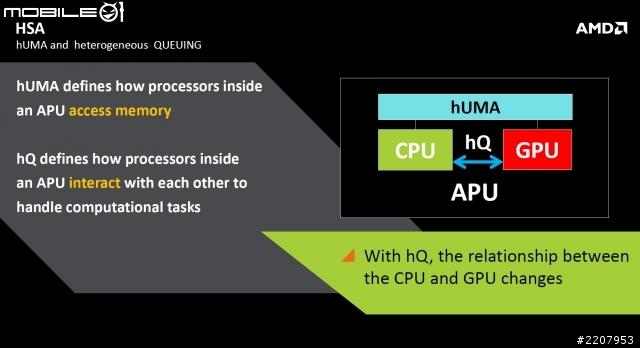 MOBILE01
HSA
hUMA and heterogeneous QUEUING
AMD
hUMA defines how processors inside
an APU access memory
hQ defines how processors inside
an APU interact with each other to
handle computational tasks
hUMA
CPU
hQ
GPU
APU
With hQ, the relationship between
the CPU and GPU changes
#2207953